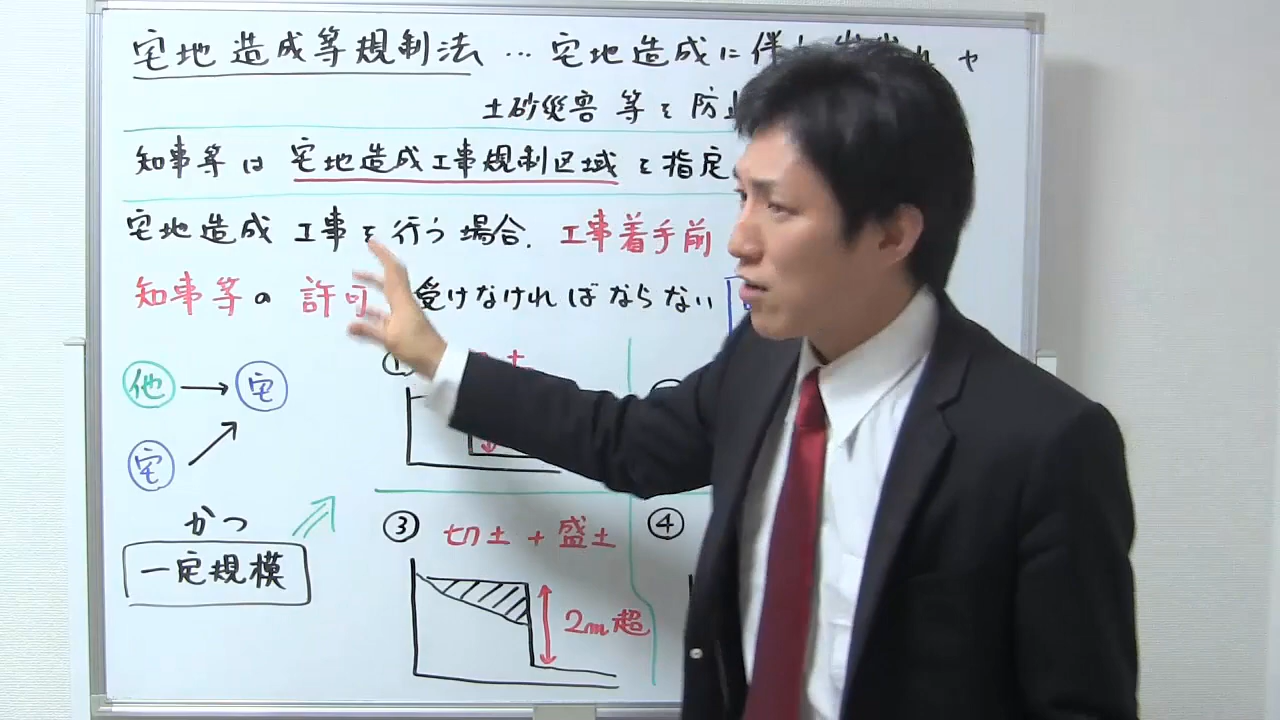 宅地造成等規制法 … 宅地造成に伴 や
土砂災害等を防止
知事等は 宅地造成工事規制区域 を指定
宅地造成工事を行う場合、工事着手前
知事等の許可 受けなければならない
他 → 宅
宅
かつ
一定規模
①
土
③ 切土 + 盛土
2m超
④